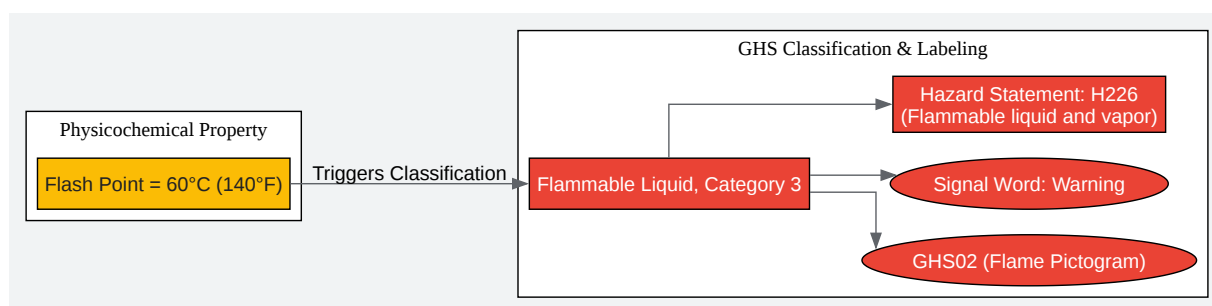 GHS Classification & Labeling
Hazard Statement: H226
(Flammable liquid and vapor)
Physicochemical Property
Flash Point = 60°C (140°F)
Triggers Classification
Flammable Liquid, Category 3
Signal Word: Warning
GHS02 (Flame Pictogram)